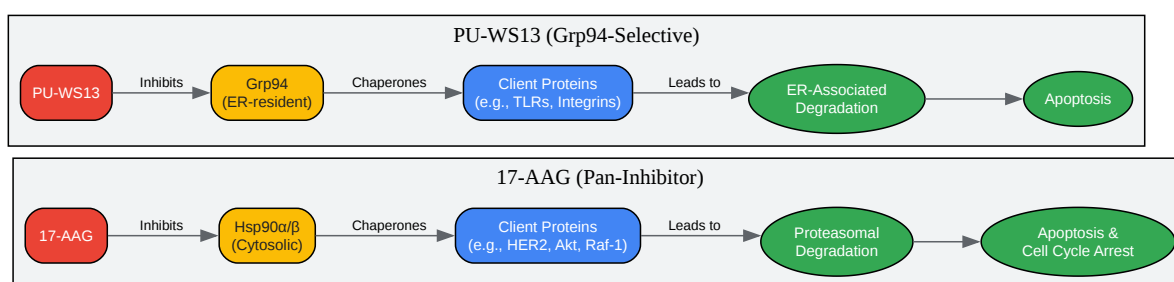 PU-WS13 (Grp94-Selective)
PU-WS13
Inhibits
Grp94
(ER-resident)
Chaperones
Client Proteins
(e.g., TLRs, Integrins)
Leads to
ER-Associated
Degradation
Apoptosis
17-AAG (Pan-Inhibitor)
17-AAG
Inhibits
Hsp90α/β
(Cytosolic)
Chaperones
Client Proteins
(e.g., HER2, Akt, Raf-1)
Leads to
Proteasomal
Degradation
Apoptosis &
Cell Cycle Arrest